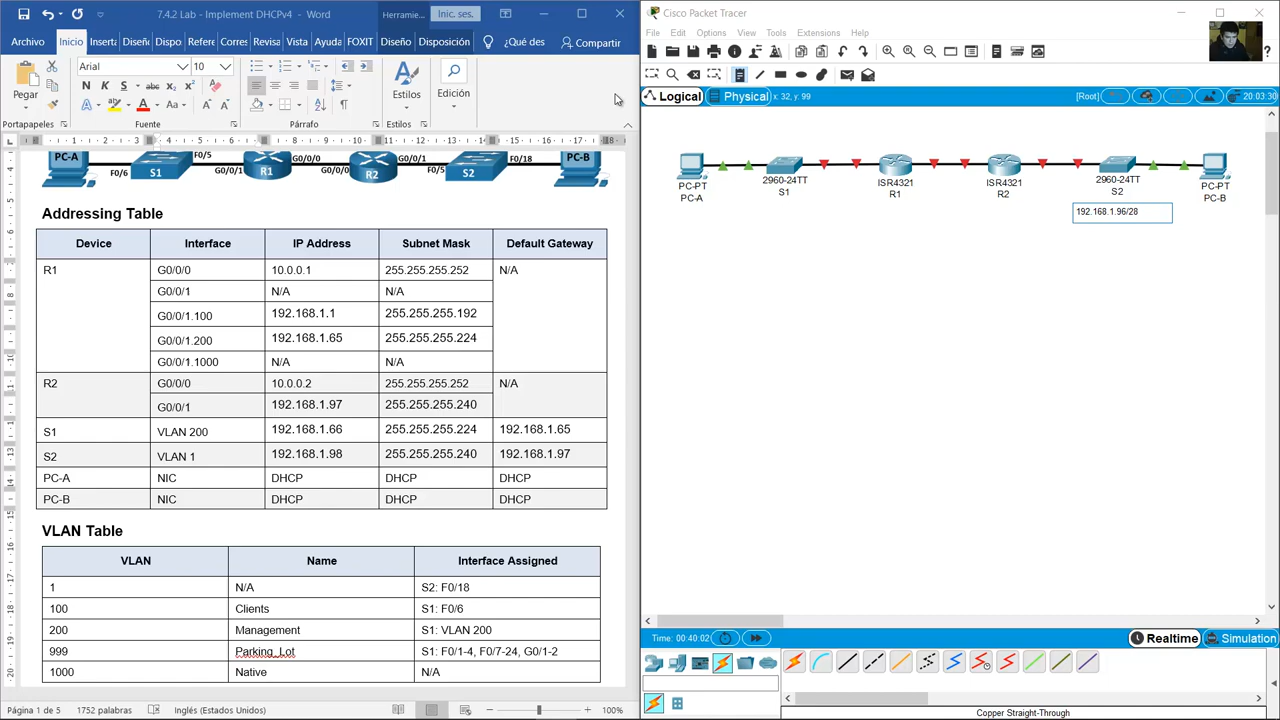 7.4.2 Lab - Implement DHCPv4 - Word
Herramie...
Inicia ses...
Archivo Inicio Insertar Diseño Disposición Referencias Correspondencia Revisar Vista Ayuda FOXIT Diseño Disposición ¿Qué des Compartir
Pegar
Arial 10
N K S abc
Estilos
Edición
Portapapeles Fuente Párrafo Estilos
PC-A F0/6 S1 F0/5 G0/0/1 R1 G0/0/0 G0/0/0 R2 G0/0/1 F0/5 S2 F0/18 PC-B
Addressing Table
Device Interface IP Address Subnet Mask Default Gateway
R1 G0/0/0 10.0.0.1 255.255.255.252 N/A
G0/0/1 N/A N/A
G0/0/1.100 192.168.1.1 255.255.255.192
G0/0/1.200 192.168.1.65 255.255.255.224
G0/0/1.1000 N/A N/A
R2 G0/0/0 10.0.0.2 255.255.255.252 N/A
G0/0/1 192.168.1.97 255.255.255.240
S1 VLAN 200 192.168.1.66 255.255.255.224 192.168.1.65
S2 VLAN 1 192.168.1.98 255.255.255.240 192.168.1.97
PC-A NIC DHCP DHCP DHCP
PC-B NIC DHCP DHCP DHCP
VLAN Table
VLAN Name Interface Assigned
1 N/A S2: F0/18
100 Clients S1: F0/6
200 Management S1: VLAN 200
999 Parking_Lot S1: F0/1-4, F0/7-24, G0/1-2
1000 Native N/A
Página 1 de 5 1752 palabras Inglés (Estados Unidos) 100%
Cisco Packet Tracer
File Edit Options View Tools Extensions Help
Logical Physical x: 32, y: 99 [Root] 20:03:30
PC-PT
PC-A
2960-24TT
S1
ISR4321
R1
ISR4321
R2
2960-24TT
S2
PC-PT
PC-B
192.168.1.96/28
Time: 00:40:02 Realtime Simulation
Copper Straight-Through